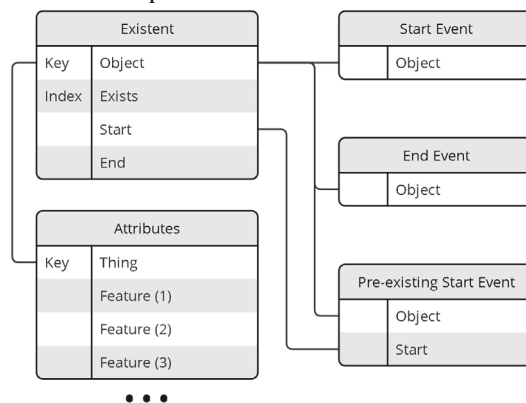 Existent
Key Object
Index Exists
Start
End
Attributes
Key Thing
Feature (1)
Feature (2)
Feature (3)
Start Event
Object
End Event
Object
Pre-existing Start Event
Object
Start